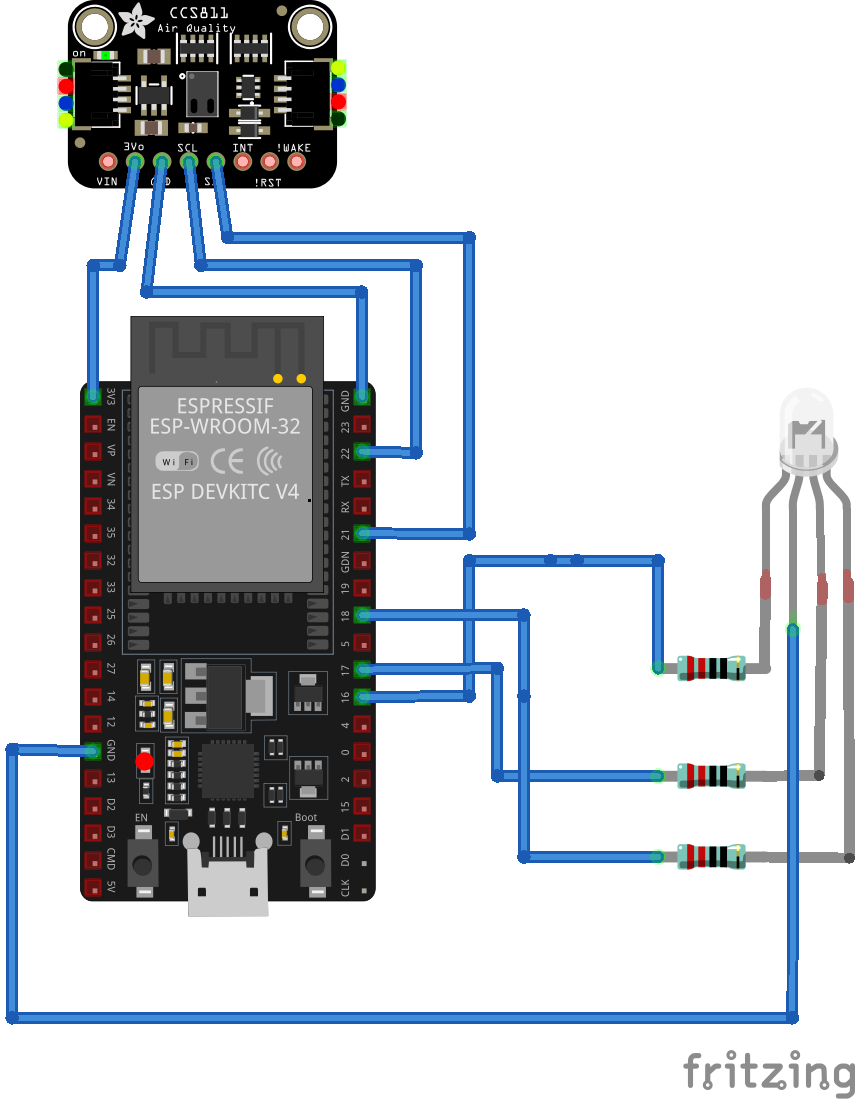 CCS811
Air Quality
on
3Vo
SCL
INT
!WAKE
VIN
!RST
ESPRESSIF
ESP-WROOM-32
Wi Fi
CE
ESP DEVKITC V4
3V3
EN
VP
VN
34
35
32
33
25
26
27
14
12
GND
13
D2
D3
CMD
5V
GND
23
22
TX
RX
21
GDN
19
18
5
17
16
4
0
2
15
D1
D0
CLK
EN
Boot
fritzing